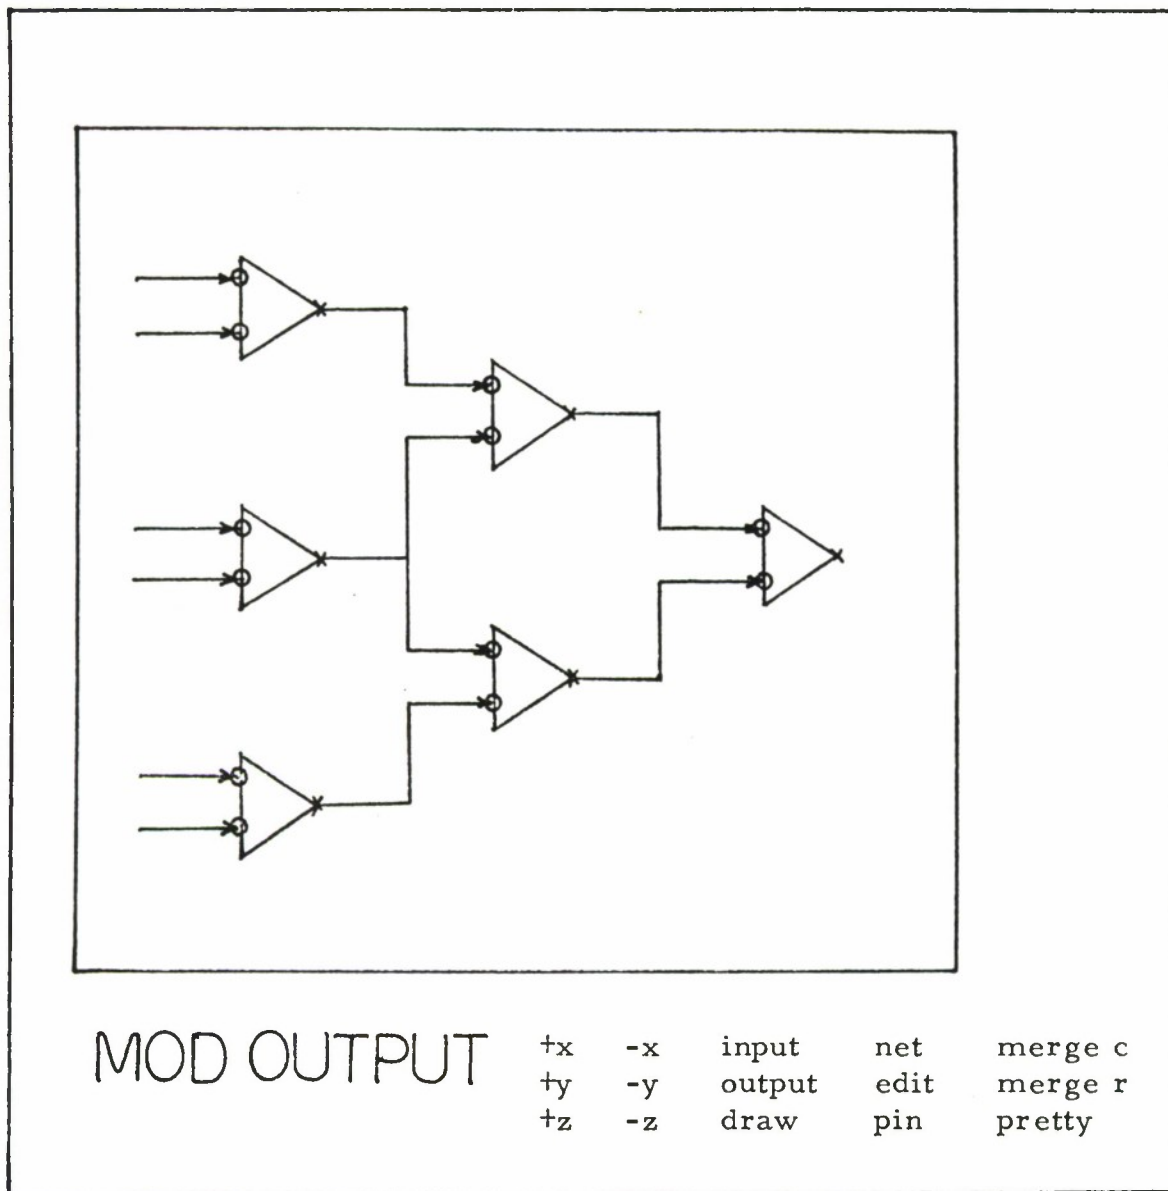 MOD OUTPUT
+x -x input net merge c
+y -y output edit merge r
+z -z draw pin pretty